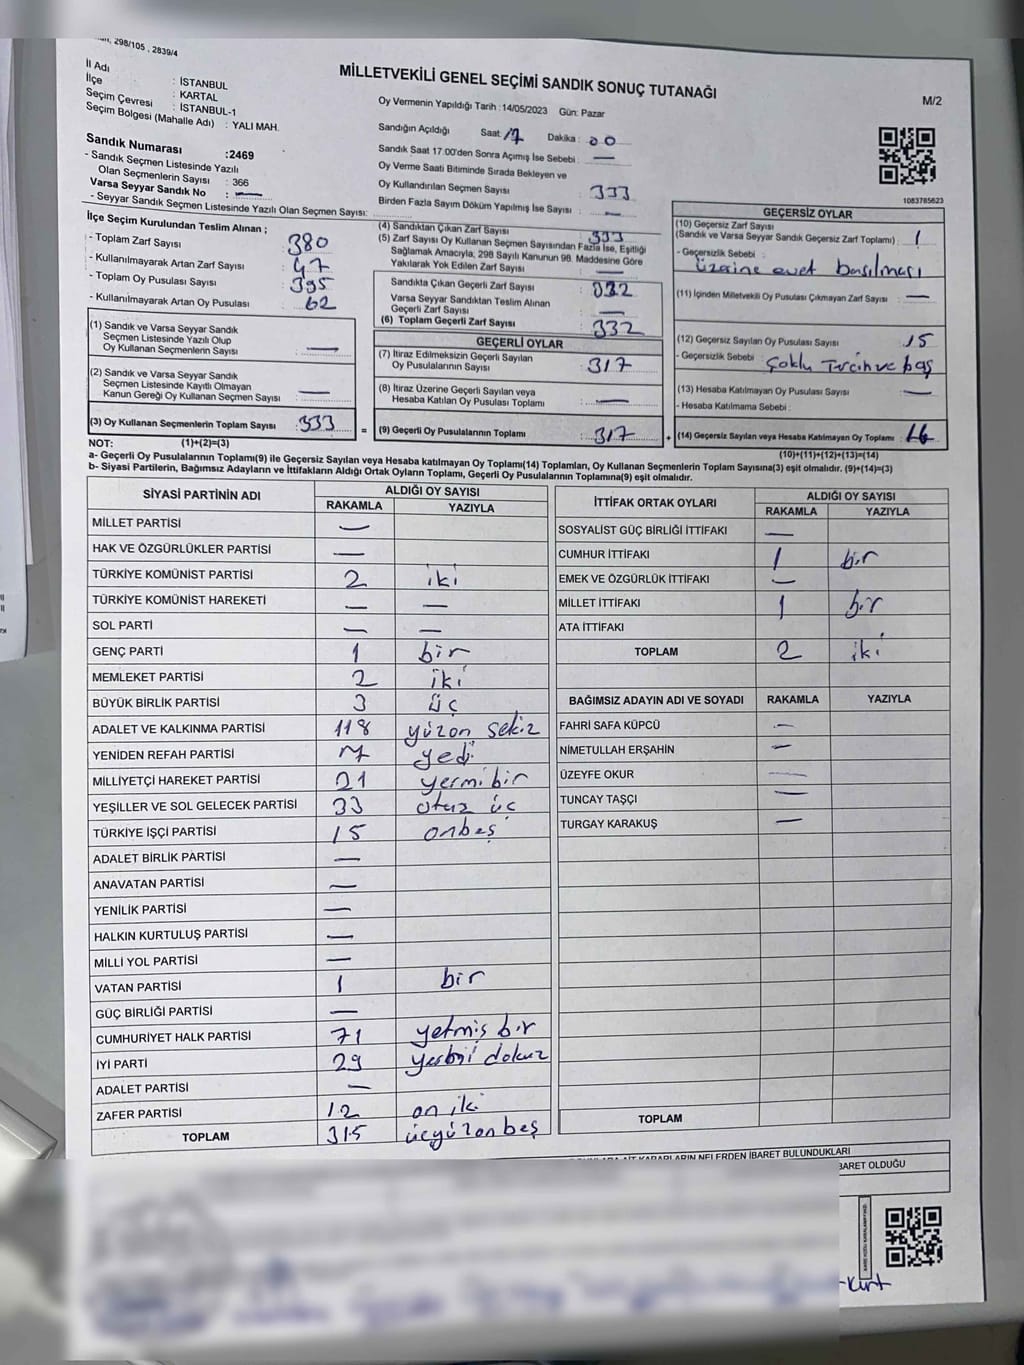 298/105 , 2839/4
MİLLETVEKİLİ GENEL SEÇİMİ SANDIK SONUÇ TUTANAĞI
M/2
İl Adı : İSTANBUL
İlçe : KARTAL
Seçim Çevresi : İSTANBUL-1
Seçim Bölgesi (Mahalle Adı) : YALI MAH.
Sandık Numarası :2469
- Sandık Seçmen Listesinde Yazılı
Olan Seçmenlerin Sayısı : 366
Varsa Seyyar Sandık No : —
- Seyyar Sandık Seçmen Listesinde Yazılı Olan Seçmen Sayısı:
Oy Vermenin Yapıldığı Tarih :14/05/2023 Gün: Pazar
Sandığın Açıldığı Saat: 17 Dakika: 00
Sandık Saat 17.00'den Sonra Açımış İse Sebebi : —
Oy Verme Saati Bitiminde Sırada Bekleyen ve
Oy Kullandırılan Seçmen Sayısı : 333
Birden Fazla Sayım Döküm Yapılmış İse Sayısı : —
1083785623
İlçe Seçim Kurulundan Teslim Alınan ;
- Toplam Zarf Sayısı : 380
- Kullanılmayarak Artan Zarf Sayısı : 47
- Toplam Oy Pusulası Sayısı : 395
- Kullanılmayarak Artan Oy Pusulası : 62
(1) Sandık ve Varsa Seyyar Sandık
Seçmen Listesinde Yazılı Olup
Oy Kullanan Seçmenlerin Sayısı : —
(2) Sandık ve Varsa Seyyar Sandık
Seçmen Listesinde Kayıtlı Olmayan
Kanun Gereği Oy Kullanan Seçmen Sayısı : —
(3) Oy Kullanan Seçmenlerin Toplam Sayısı : 333
(4) Sandıktan Çıkan Zarf Sayısı : 333
(5) Zarf Sayısı Oy Kullanan Seçmen Sayısından Fazla İse, Eşitliği
Sağlamak Amacıyla, 298 Sayılı Kanunun 98. Maddesine Göre
Yakılarak Yok Edilen Zarf Sayısı : —
Sandıkta Çıkan Geçerli Zarf Sayısı : 332
Varsa Seyyar Sandıktan Teslim Alınan
Geçerli Zarf Sayısı : —
(6) Toplam Geçerli Zarf Sayısı : 332
GEÇERLİ OYLAR
(7) İtiraz Edilmeksizin Geçerli Sayılan
Oy Pusulalarının Sayısı : 317
(8) İtiraz Üzerine Geçerli Sayılan veya
Hesaba Katılan Oy Pusulası Toplamı : —
= (9) Geçerli Oy Pusulalarının Toplamı : 317
GEÇERSİZ OYLAR
(10) Geçersiz Zarf Sayısı
(Sandık ve Varsa Seyyar Sandık Geçersiz Zarf Toplamı) : 1
- Geçersizlik Sebebi :
üzerine evet basılması
(11) İçinden Milletvekili Oy Pusulası Çıkmayan Zarf Sayısı : —
(12) Geçersiz Sayılan Oy Pusulası Sayısı : 15
- Geçersizlik Sebebi : Çoklu Tercih ve boş
(13) Hesaba Katılmayan Oy Pusulası Sayısı : —
- Hesaba Katılmama Sebebi :
+ (14) Geçersiz Sayılan veya Hesaba Katılmayan Oy Toplamı : 16
NOT: (1)+(2)=(3)
(10)+(11)+(12)+(13)=(14)
a- Geçerli Oy Pusulalarının Toplamı(9) ile Geçersiz Sayılan veya Hesaba katılmayan Oy Toplamı(14) Toplamları, Oy Kullanan Seçmenlerin Toplam Sayısına(3) eşit olmalıdır. (9)+(14)=(3)
b- Siyasi Partilerin, Bağımsız Adayların ve İttifakların Aldığı Ortak Oyların Toplamı, Geçerli Oy Pusulalarının Toplamına(9) eşit olmalıdır.
SİYASİ PARTİNİN ADI ALDIĞI OY SAYISI
RAKAMLA YAZIYLA
MİLLET PARTİSİ —
HAK VE ÖZGÜRLÜKLER PARTİSİ —
TÜRKİYE KOMÜNİST PARTİSİ 2 iki
TÜRKİYE KOMÜNİST HAREKETİ — —
SOL PARTİ — —
GENÇ PARTİ 1 bir
MEMLEKET PARTİSİ 2 iki
BÜYÜK BİRLİK PARTİSİ 3 üç
ADALET VE KALKINMA PARTİSİ 118 yüzon sekiz
YENİDEN REFAH PARTİSİ 7 yedi
MİLLİYETÇİ HAREKET PARTİSİ 21 yermi bir
YEŞİLLER VE SOL GELECEK PARTİSİ 33 otuz üç
TÜRKİYE İŞÇİ PARTİSİ 15 onbeş
ADALET BİRLİK PARTİSİ —
ANAVATAN PARTİSİ —
YENİLİK PARTİSİ —
HALKIN KURTULUŞ PARTİSİ —
MİLLİ YOL PARTİSİ —
VATAN PARTİSİ 1 bir
GÜÇ BİRLİĞİ PARTİSİ —
CUMHURİYET HALK PARTİSİ 71 yetmiş bir
İYİ PARTİ 29 dokuz
ADALET PARTİSİ —
ZAFER PARTİSİ 12 on iki
TOPLAM 315 üçyüzonbeş
İTTİFAK ORTAK OYLARI ALDIĞI OY SAYISI
RAKAMLA YAZIYLA
SOSYALİST GÜÇ BİRLİĞİ İTTİFAKI —
CUMHUR İTTİFAKI 1 bir
EMEK VE ÖZGÜRLÜK İTTİFAKI —
MİLLET İTTİFAKI 1 bir
ATA İTTİFAKI
TOPLAM 2 iki
BAĞIMSIZ ADAYIN ADI VE SOYADI RAKAMLA YAZIYLA
FAHRİ SAFA KÜPCÜ —
NİMETULLAH ERŞAHİN —
ÜZEYFE OKUR —
TUNCAY TAŞÇI —
TURGAY KARAKUŞ —
TOPLAM
KARARLARIN NELERDEN İBARET BULUNDUKLARI
BARET OLDUĞU
Kurt